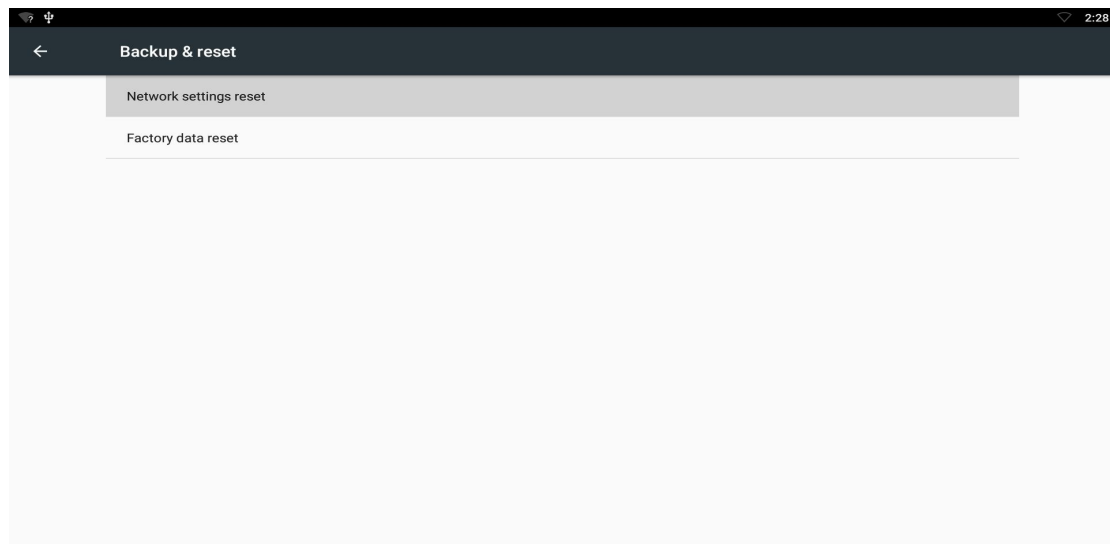 ?
2:28
Backup & reset
Network settings reset
Factory data reset